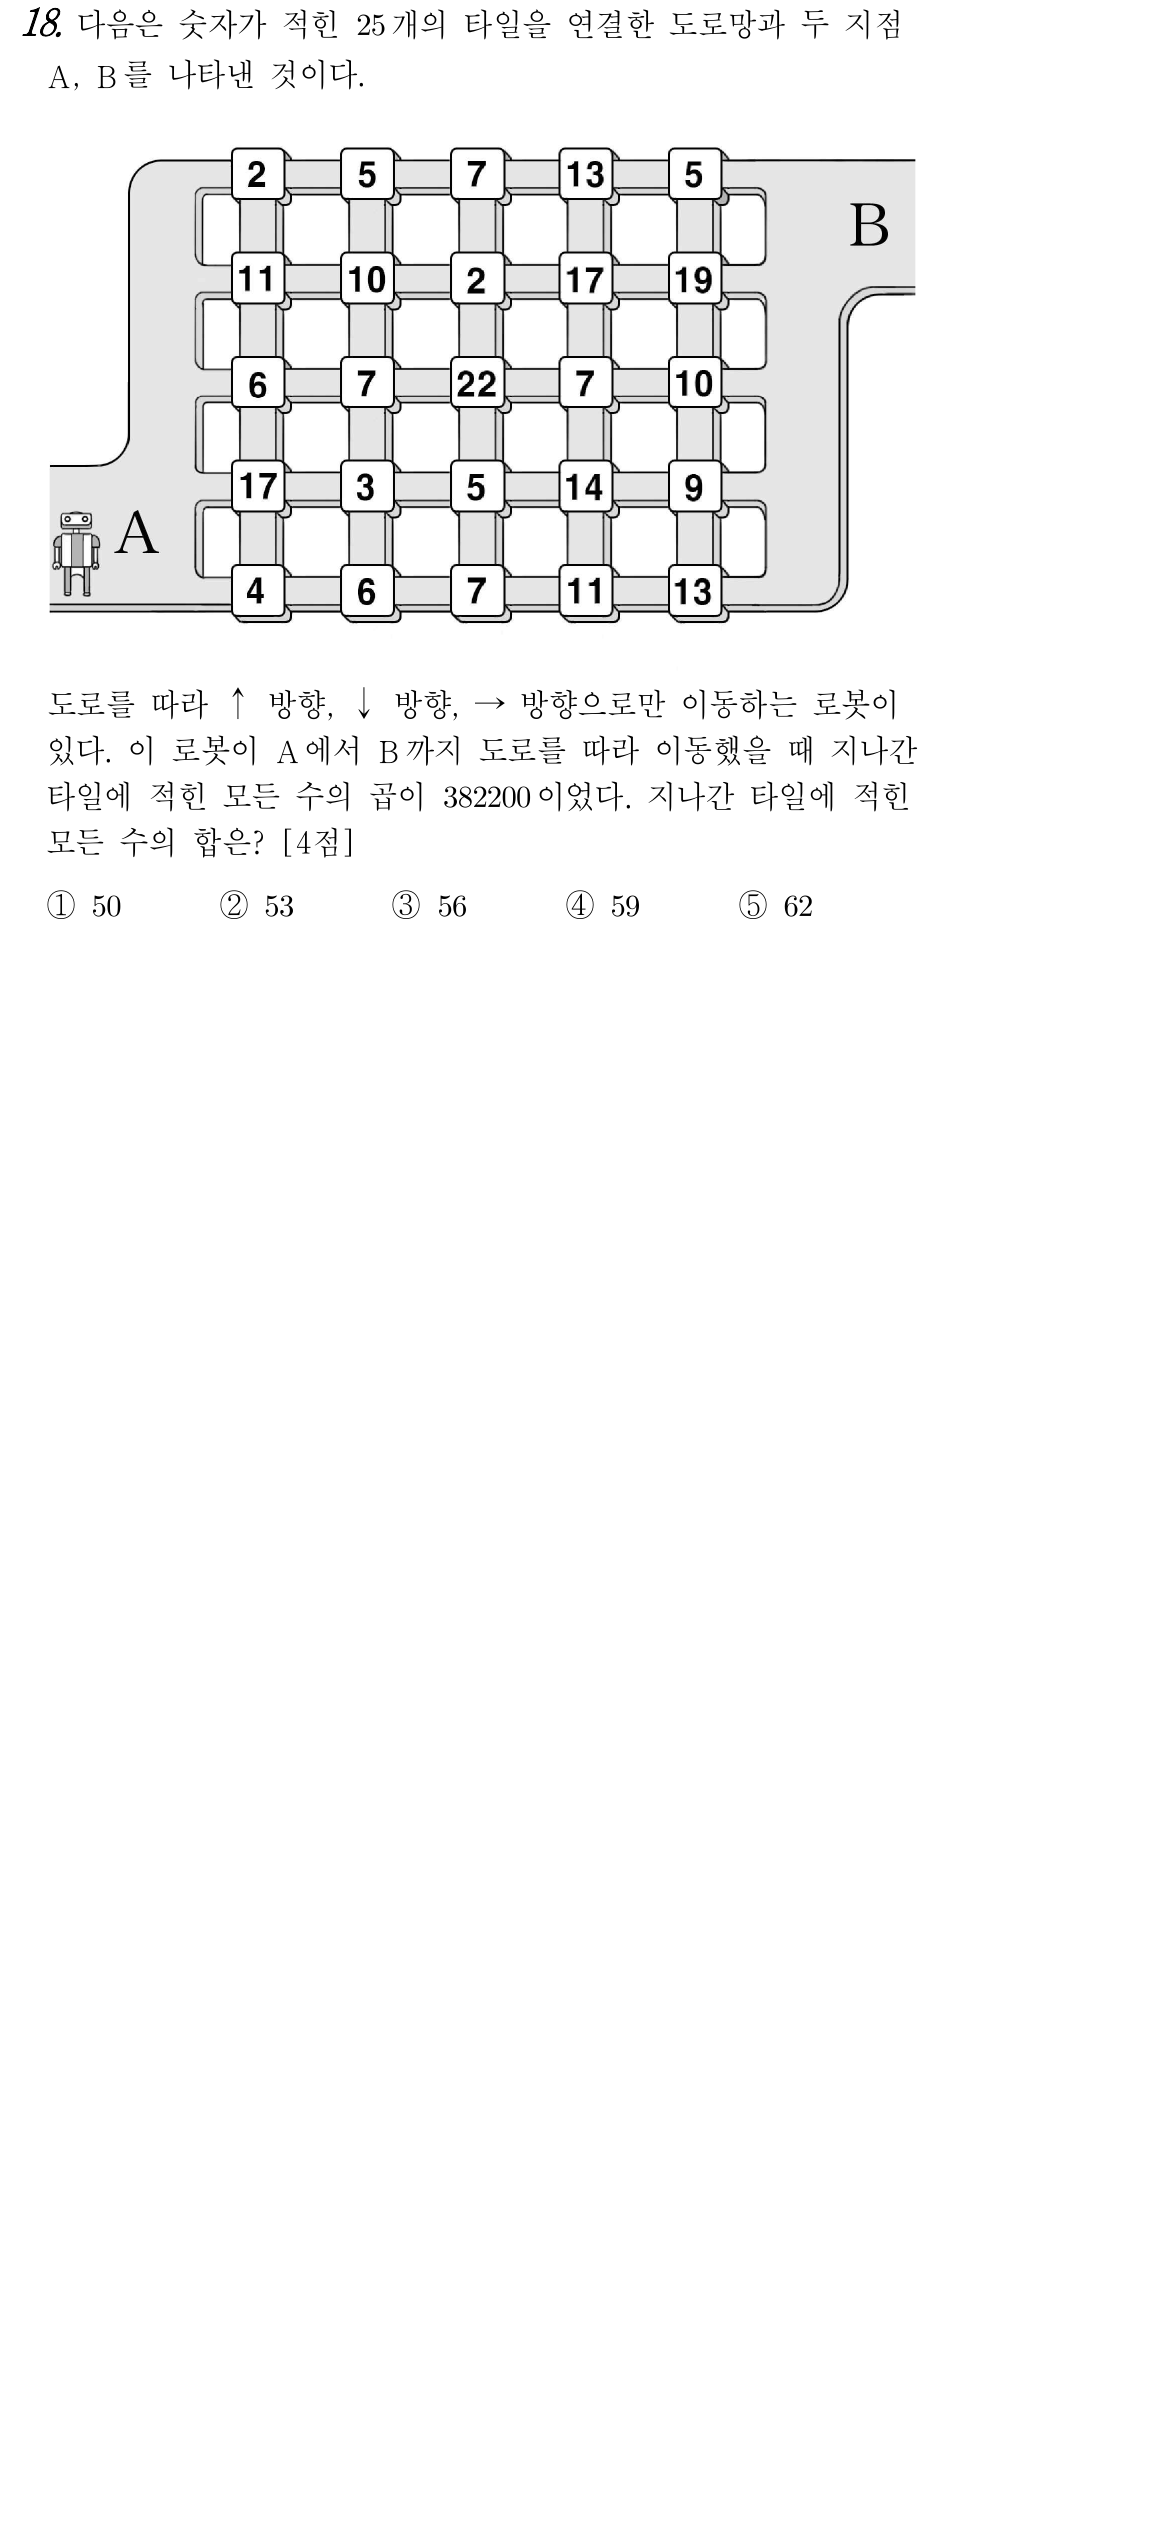 18. 다음은 숫자가 적힌 25개의 타일을 연결한 도로망과 두 지점
A, B를 나타낸 것이다.
2 5 7 13 5
B
11 10 2 17 19
6 7 22 7 10
17 3 5 14 9
A
4 6 7 11 13
도로를 따라 ↑ 방향, ↓ 방향, → 방향으로만 이동하는 로봇이
있다. 이 로봇이 A에서 B까지 도로를 따라 이동했을 때 지나간
타일에 적힌 모든 수의 곱이 382200이었다. 지나간 타일에 적힌
모든 수의 합은? [4점]
① 50 ② 53 ③ 56 ④ 59 ⑤ 62